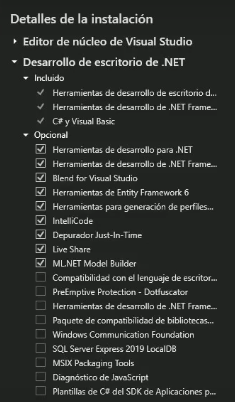 Detalles de la instalación
Editor de núcleo de Visual Studio
Desarrollo de escritorio de .NET
Incluido
Herramientas de desarrollo de escritorio d...
Herramientas de desarrollo de .NET Frame...
C# y Visual Basic
Opcional
Herramientas de desarrollo para .NET
Herramientas de desarrollo de .NET Frame...
Blend for Visual Studio
Herramientas de Entity Framework 6
Herramientas para generación de perfiles...
IntelliCode
Depurador Just-In-Time
Live Share
ML.NET Model Builder
Compatibilidad con el lenguaje de escritor...
PreEmptive Protection - Dotfuscator
Herramientas de desarrollo de .NET Frame...
Paquete de compatibilidad de bibliotecas...
Windows Communication Foundation
SQL Server Express 2019 LocalDB
MSIX Packaging Tools
Diagnóstico de JavaScript
Plantillas de C# del SDK de Aplicaciones p...